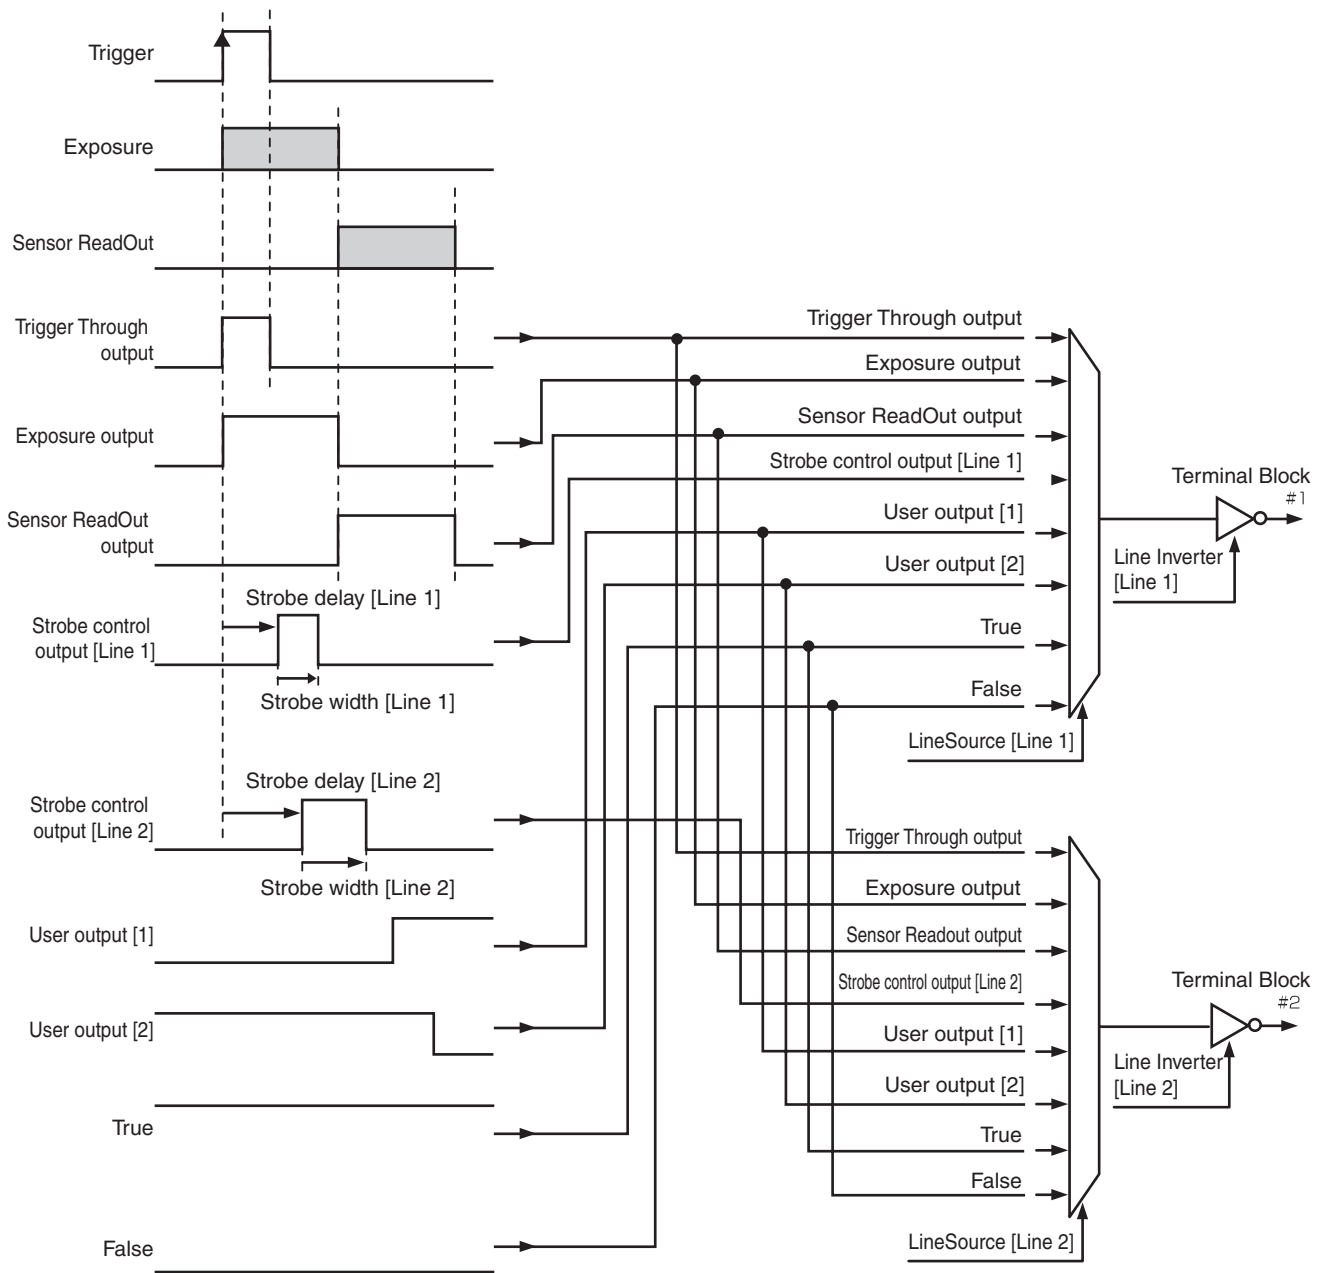 Trigger
Exposure
Sensor ReadOut
Trigger Through
output
Exposure output
Sensor ReadOut
output
Strobe delay [Line 1]
Strobe control
output [Line 1]
Strobe width [Line 1]
Strobe delay [Line 2]
Strobe control
output [Line 2]
Strobe width [Line 2]
User output [1]
User output [2]
True
False
Trigger Through output
Exposure output
Sensor ReadOut output
Strobe control output [Line 1]
User output [1]
User output [2]
True
False
LineSource [Line 1]
Terminal Block
#1
Line Inverter
[Line 1]
Trigger Through output
Exposure output
Sensor Readout output
Strobe control output [Line 2]
User output [1]
User output [2]
True
False
LineSource [Line 2]
Terminal Block
#2
Line Inverter
[Line 2]